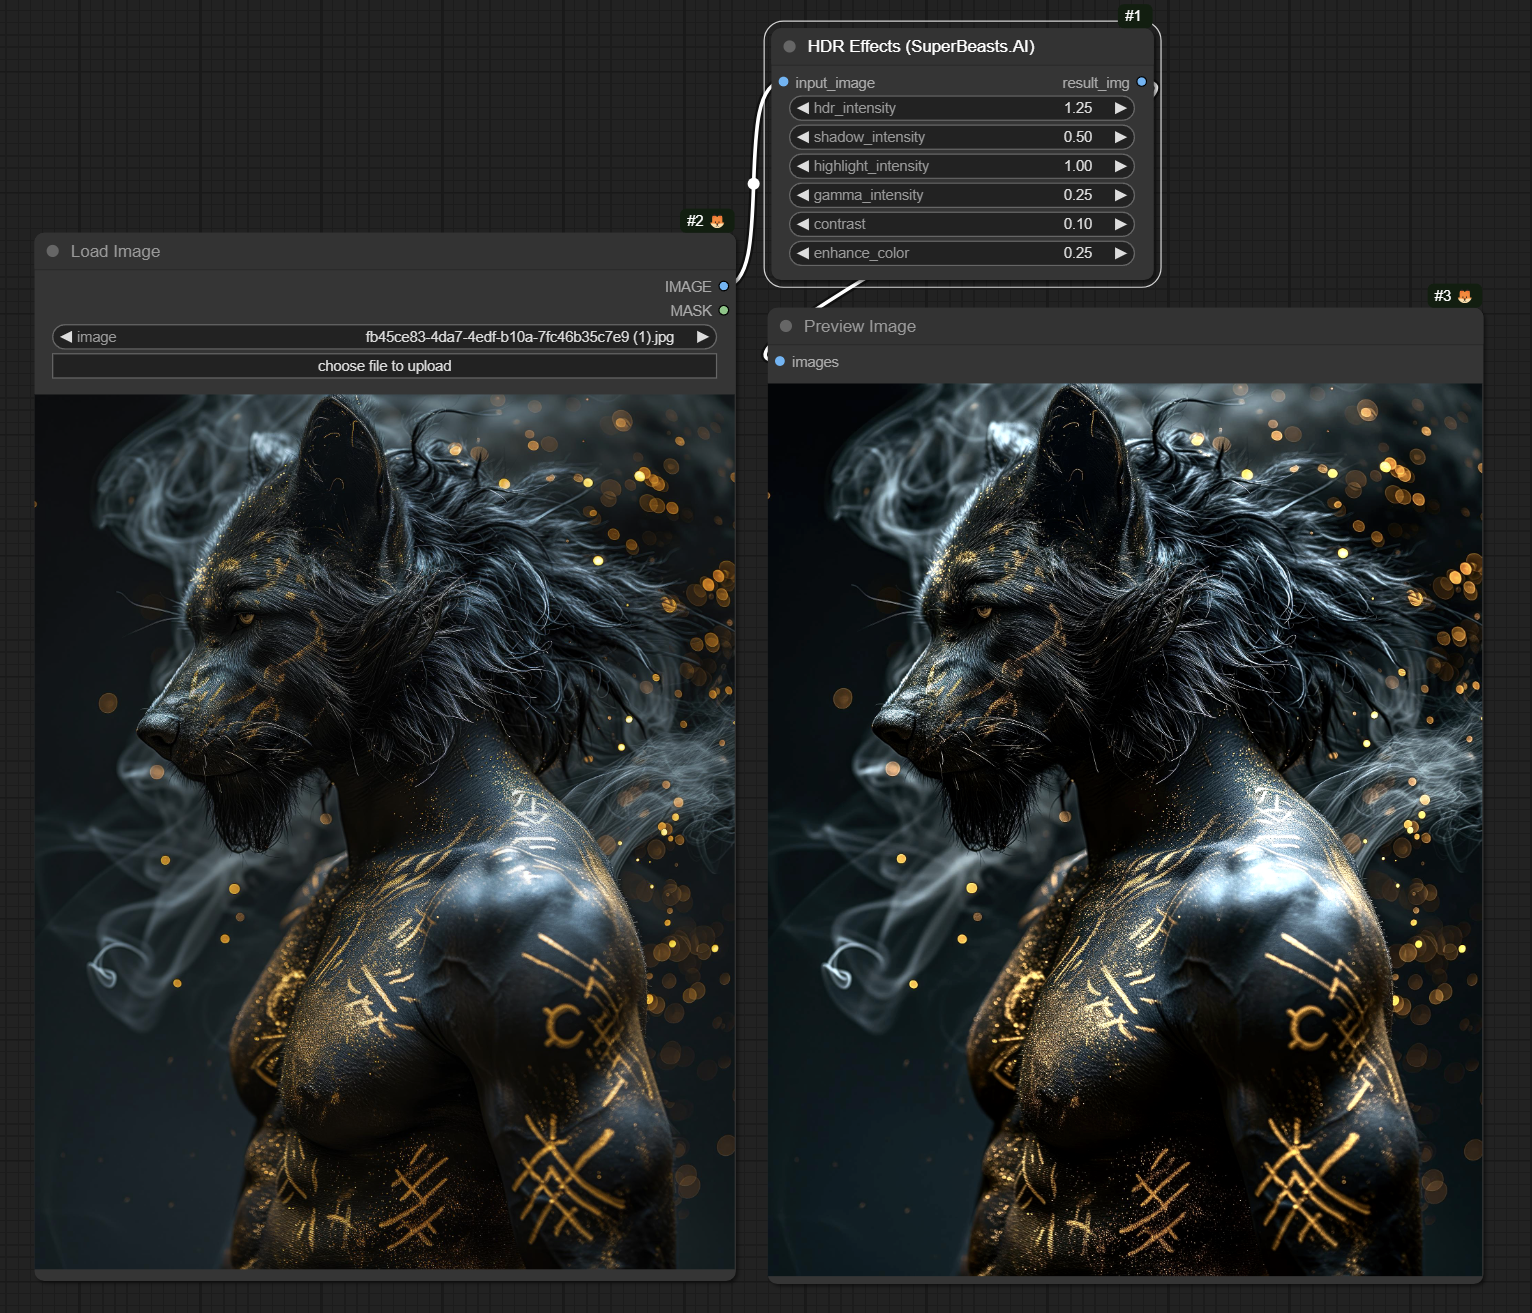 #1
HDR Effects (SuperBeasts.AI)
input_image result_img
hdr_intensity 1.25
shadow_intensity 0.50
highlight_intensity 1.00
gamma_intensity 0.25
contrast 0.10
enhance_color 0.25
#2
Load Image
IMAGE
MASK
image fb45ce83-4da7-4edf-b10a-7fc46b35c7e9 (1).jpg
choose file to upload
#3
Preview Image
images